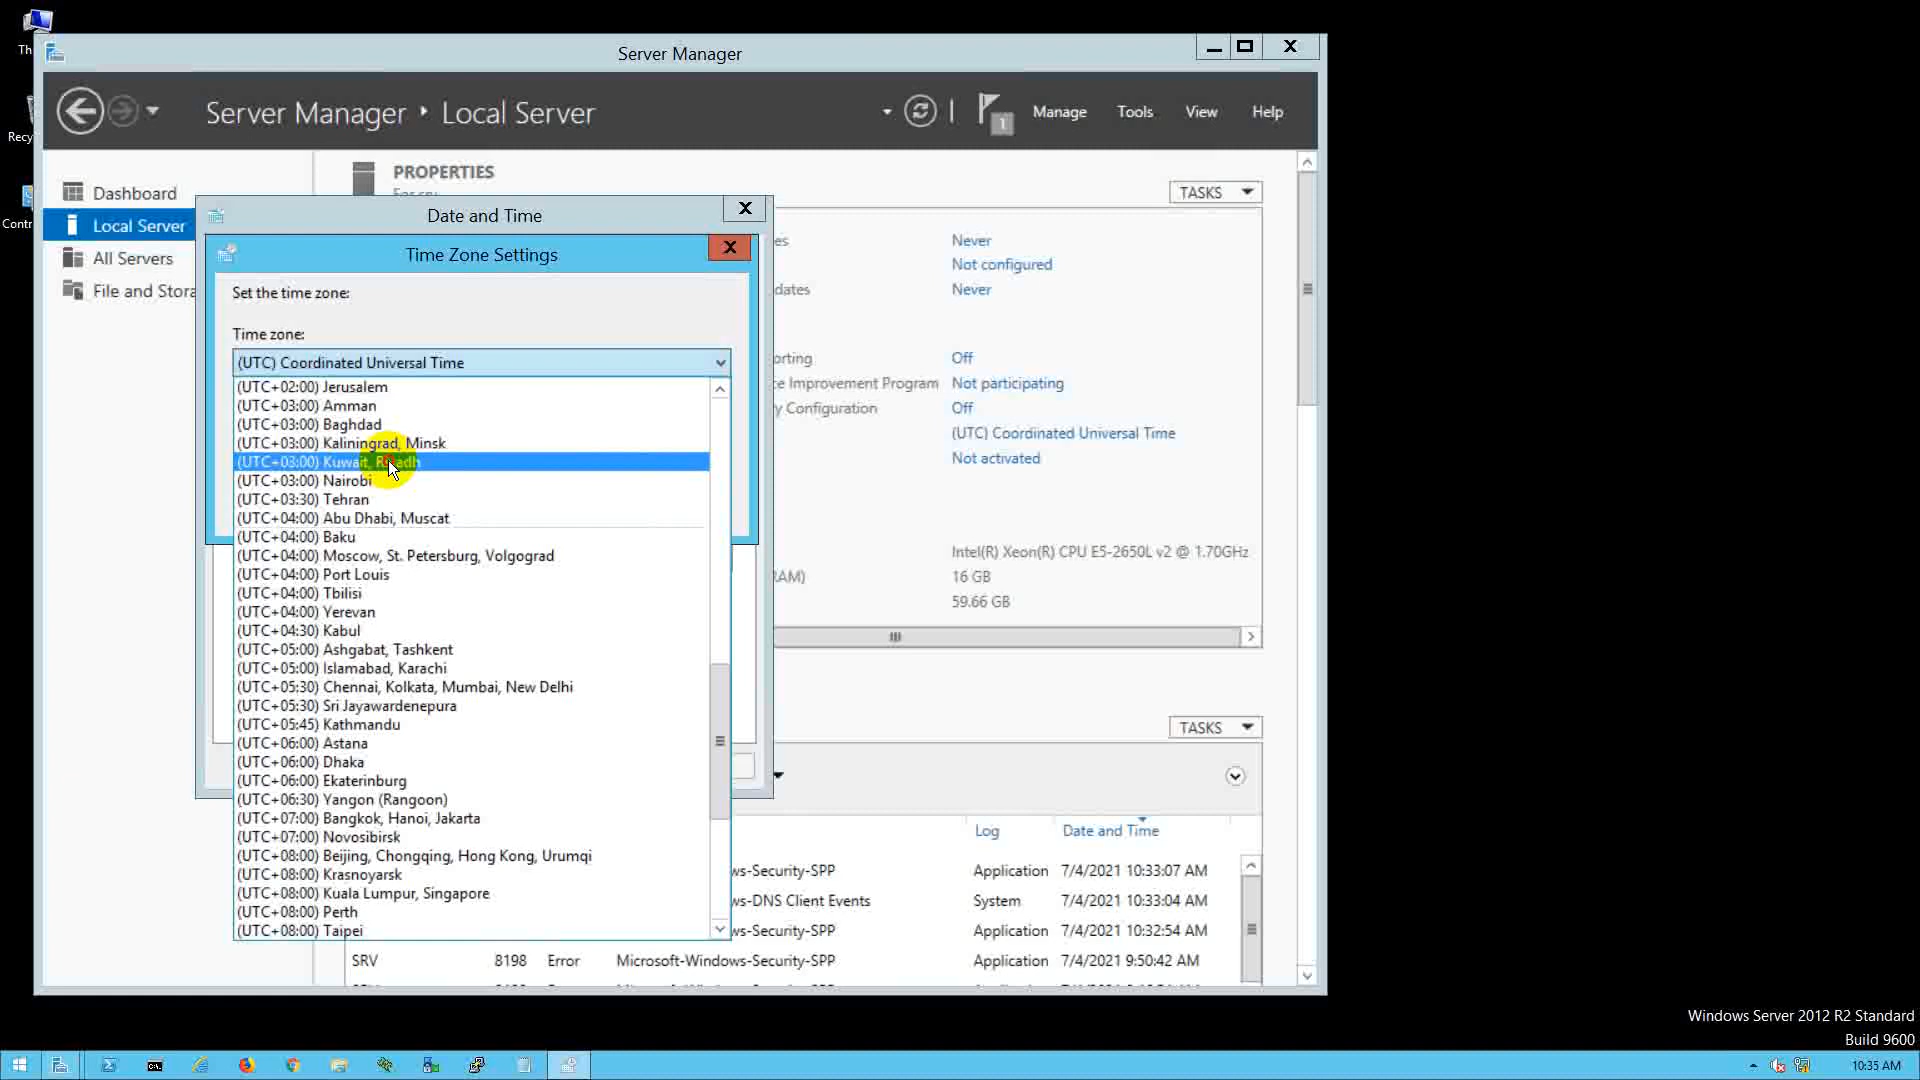 Th
Server Manager
Server Manager ‣ Local Server
1
Manage
Tools
View
Help
Recy
Contr
Dashboard
Local Server
All Servers
File and Stora
PROPERTIES
TASKS
Date and Time
Time Zone Settings
Set the time zone:
Time zone:
(UTC) Coordinated Universal Time
(UTC+02:00) Jerusalem
(UTC+03:00) Amman
(UTC+03:00) Baghdad
(UTC+03:00) Kaliningrad, Minsk
(UTC+03:00) Kuwait, Riyadh
(UTC+03:00) Nairobi
(UTC+03:30) Tehran
(UTC+04:00) Abu Dhabi, Muscat
(UTC+04:00) Baku
(UTC+04:00) Moscow, St. Petersburg, Volgograd
(UTC+04:00) Port Louis
(UTC+04:00) Tbilisi
(UTC+04:00) Yerevan
(UTC+04:30) Kabul
(UTC+05:00) Ashgabat, Tashkent
(UTC+05:00) Islamabad, Karachi
(UTC+05:30) Chennai, Kolkata, Mumbai, New Delhi
(UTC+05:30) Sri Jayawardenepura
(UTC+05:45) Kathmandu
(UTC+06:00) Astana
(UTC+06:00) Dhaka
(UTC+06:00) Ekaterinburg
(UTC+06:30) Yangon (Rangoon)
(UTC+07:00) Bangkok, Hanoi, Jakarta
(UTC+07:00) Novosibirsk
(UTC+08:00) Beijing, Chongqing, Hong Kong, Urumqi
(UTC+08:00) Krasnoyarsk
(UTC+08:00) Kuala Lumpur, Singapore
(UTC+08:00) Perth
(UTC+08:00) Taipei
es Never
Not configured
dates Never
orting Off
ce Improvement Program Not participating
y Configuration Off
(UTC) Coordinated Universal Time
Not activated
Intel(R) Xeon(R) CPU E5-2650L v2 @ 1.70GHz
RAM) 16 GB
59.66 GB
TASKS
Log Date and Time
ws-Security-SPP Application 7/4/2021 10:33:07 AM
ws-DNS Client Events System 7/4/2021 10:33:04 AM
ws-Security-SPP Application 7/4/2021 10:32:54 AM
SRV 8198 Error Microsoft-Windows-Security-SPP Application 7/4/2021 9:50:42 AM
Windows Server 2012 R2 Standard
Build 9600
10:35 AM